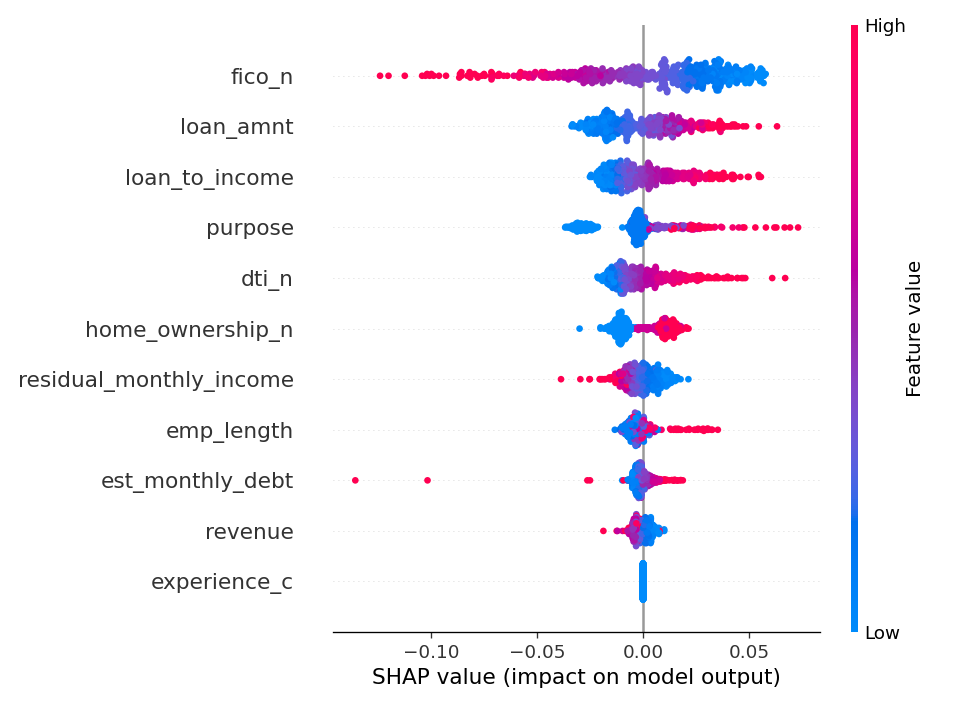 High
fico_n
loan_amnt
loan_to_income
purpose
dti_n
home_ownership_n
residual_monthly_income
emp_length
est_monthly_debt
revenue
experience_c
Feature value
Low
−0.10 −0.05 0.00 0.05
SHAP value (impact on model output)